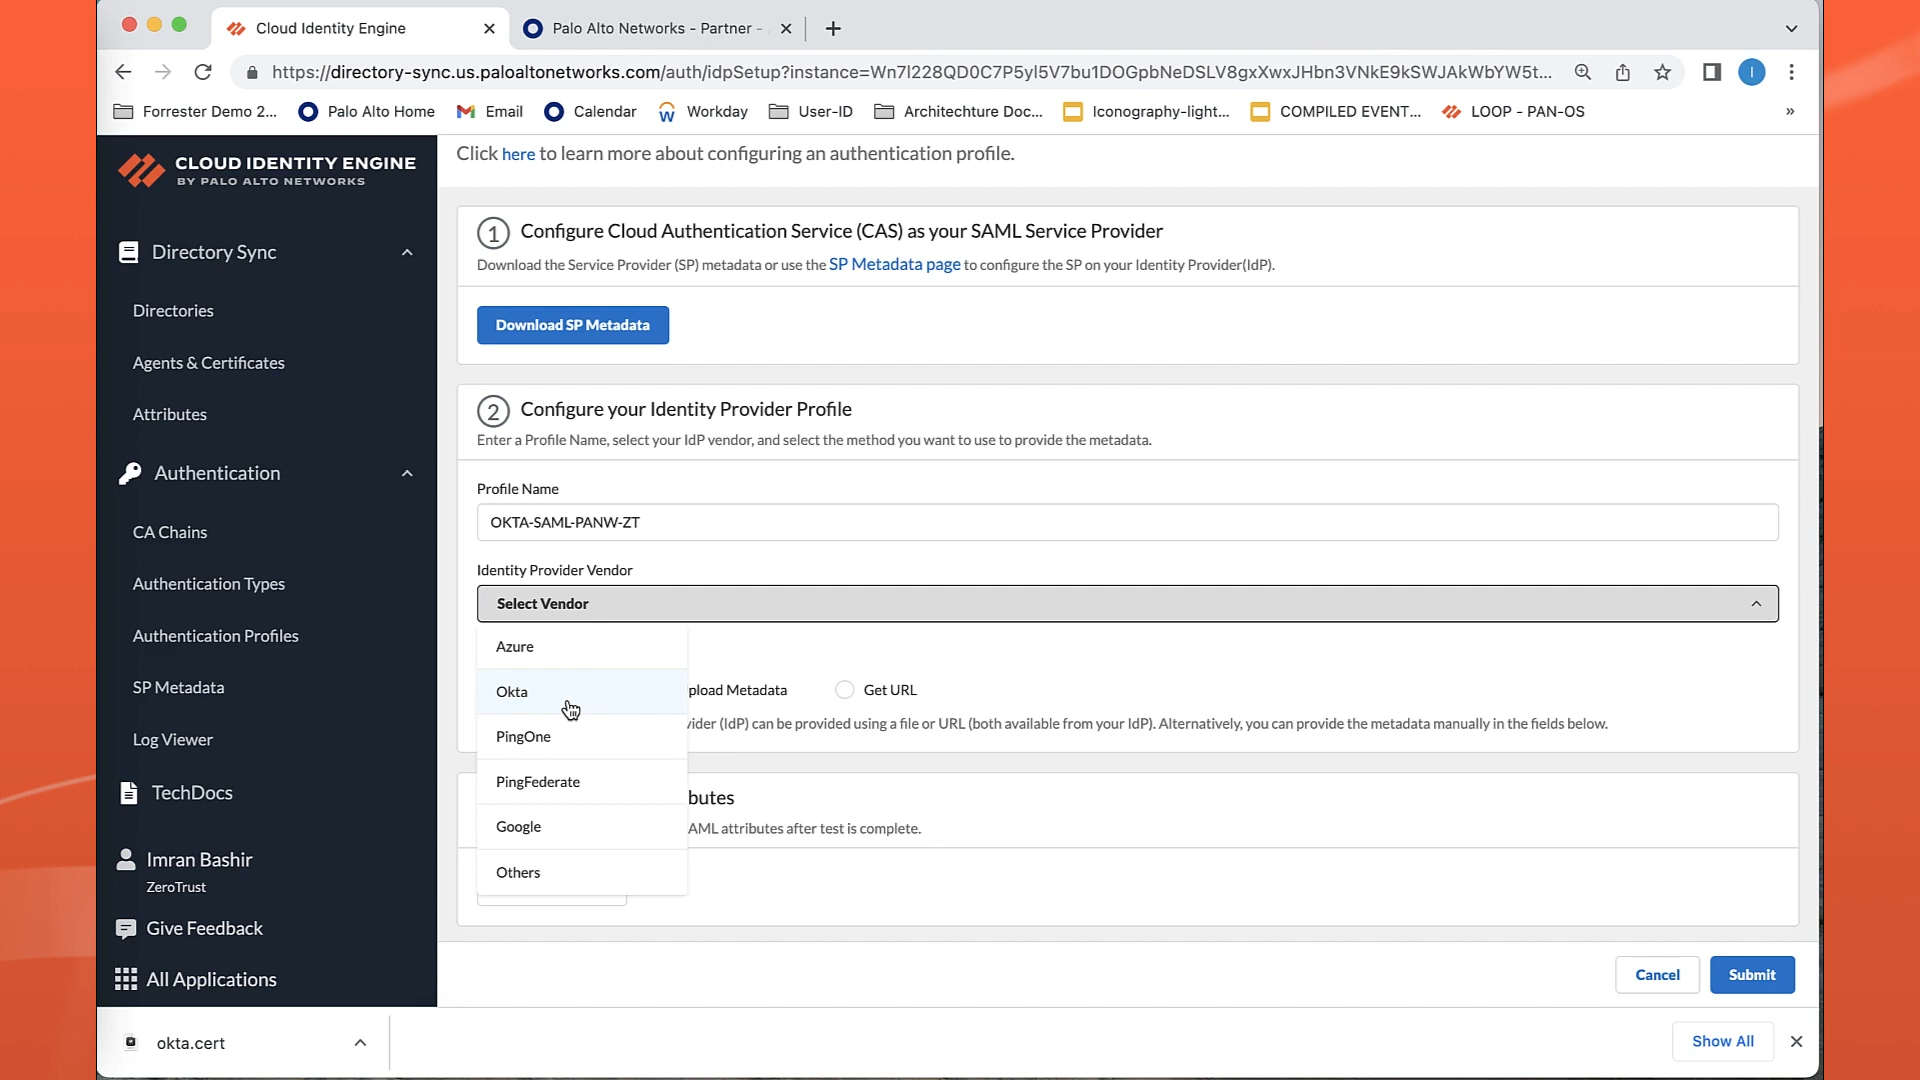 Cloud Identity Engine
Palo Alto Networks - Partner -
https://directory-sync.us.paloaltonetworks.com/auth/idpSetup?instance=Wn7l228QD0C7P5yl5V7bu1DOGpbNeDSLV8gxXwxJHbn3VNkE9kSWJAkWbYW5t...
I
Forrester Demo 2...
Palo Alto Home
Email
Calendar
Workday
User-ID
Architechture Doc...
Iconography-light...
COMPILED EVENT...
LOOP - PAN-OS
»
CLOUD IDENTITY ENGINE
BY PALO ALTO NETWORKS
Directory Sync
Directories
Agents & Certificates
Attributes
Authentication
CA Chains
Authentication Types
Authentication Profiles
SP Metadata
Log Viewer
TechDocs
Imran Bashir
ZeroTrust
Give Feedback
All Applications
Click here to learn more about configuring an authentication profile.
1 Configure Cloud Authentication Service (CAS) as your SAML Service Provider
Download the Service Provider (SP) metadata or use the SP Metadata page to configure the SP on your Identity Provider(IdP).
Download SP Metadata
2 Configure your Identity Provider Profile
Enter a Profile Name, select your IdP vendor, and select the method you want to use to provide the metadata.
Profile Name
OKTA-SAML-PANW-ZT
Identity Provider Vendor
Select Vendor
Azure
Okta
PingOne
PingFederate
Google
Others
pload Metadata
Get URL
vider (IdP) can be provided using a file or URL (both available from your IdP). Alternatively, you can provide the metadata manually in the fields below.
butes
AML attributes after test is complete.
Cancel
Submit
okta.cert
Show All